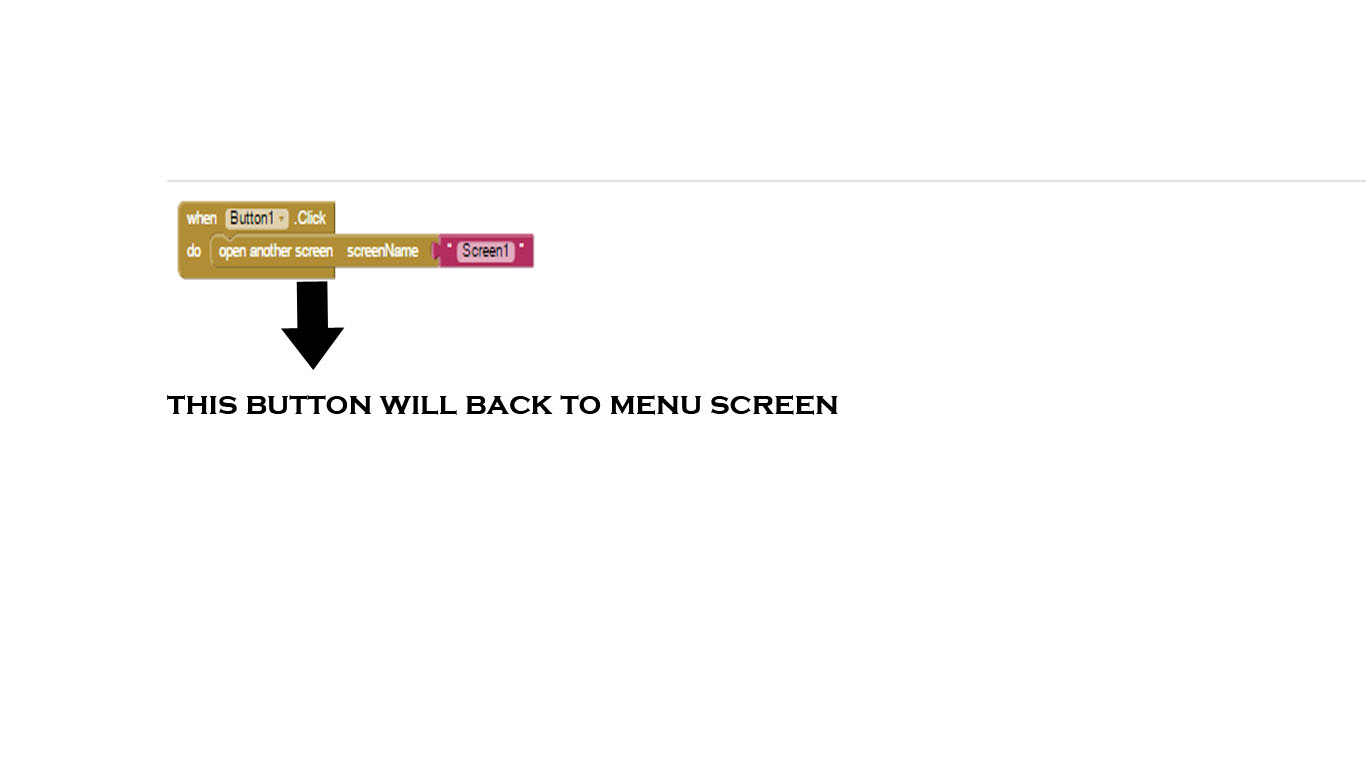 when Button1 .Click
do open another screen screenName " Screen1 "
THIS BUTTON WILL BACK TO MENU SCREEN